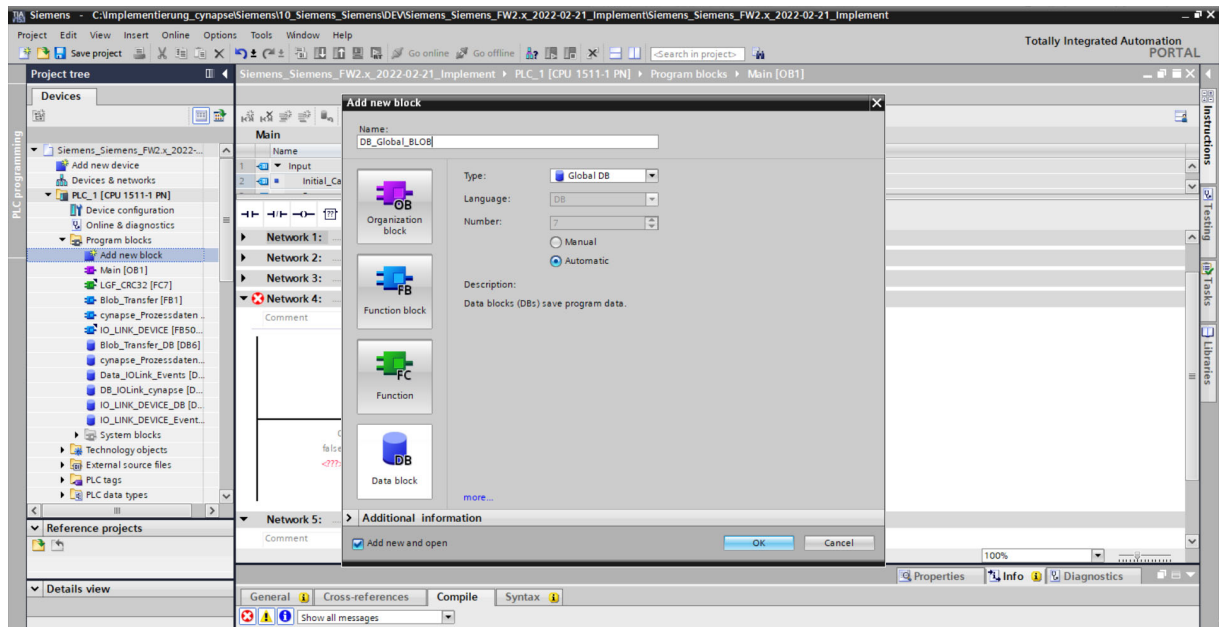 Siemens - C:\Implementierung_cynapse\Siemens\10_Siemens_Siemens\DEV\Siemens_Siemens_FW2.x_2022-02-21_Implement\Siemens_Siemens_FW2.x_2022-02-21_Implement
Project Edit View Insert Online Options Tools Window Help
Totally Integrated Automation
PORTAL
Save project Go online Go offline <Search in project>
Project tree
Siemens_Siemens_FW2.x_2022-02-21_Implement PLC_1 [CPU 1511-1 PN] Program blocks Main [OB1]
Devices
PLC programming
Siemens_Siemens_FW2.x_2022-...
Add new device
Devices & networks
PLC_1 [CPU 1511-1 PN]
Device configuration
Online & diagnostics
Program blocks
Add new block
Main [OB1]
LGF_CRC32 [FC7]
Blob_Transfer [FB1]
cynapse_Prozessdaten ..
IO_LINK_DEVICE [FB50...
Blob_Transfer_DB [DB6]
cynapse_Prozessdaten...
Data_IOLink_Events [D...
DB_IOLink_cynapse [D...
IO_LINK_DEVICE_DB [D...
IO_LINK_DEVICE_Event...
System blocks
Technology objects
External source files
PLC tags
PLC data types
Reference projects
Details view
Main
Name
1 Input
2 Initial_Ca
Network 1:
Network 2:
Network 3:
Network 4:
Comment
false
<???>
Network 5:
Comment
Add new block
Name:
DB_Global_BLOB
OB
Organization
block
FB
Function block
FC
Function
DB
Data block
Type: Global DB
Language: DB
Number: 7
Manual
Automatic
Description:
Data blocks (DBs) save program data.
more...
Additional information
Add new and open
OK Cancel
100%
Properties Info Diagnostics
General Cross-references Compile Syntax
Show all messages
Instructions
Testing
Tasks
Libraries